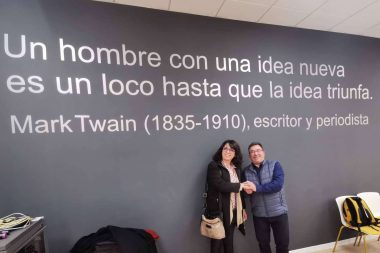 Un hombre con una idea nueva
es un loco hasta que la idea triunfa.
Mark Twain (1835-1910), escritor y periodista